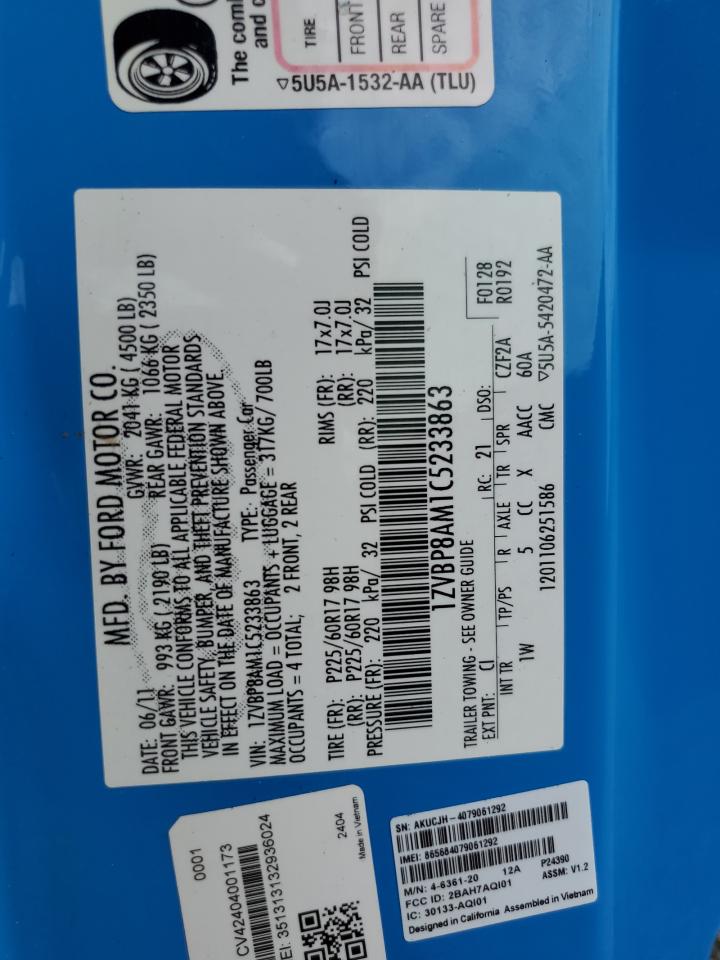 The comb
and c
TIRE
FRONT
REAR
SPARE
▽5U5A-1532-AA (TLU)
MFD. BY FORD MOTOR CO.
DATE: 06/11 GVWR: 2041 KG ( 4500 LB)
FRONT GAWR: 993 KG ( 2190 LB) REAR GAWR: 1066 KG ( 2350 LB)
THIS VEHICLE CONFORMS TO ALL APPLICABLE FEDERAL MOTOR
VEHICLE SAFETY, BUMPER, AND THEFT PREVENTION STANDARDS
IN EFFECT ON THE DATE OF MANUFACTURE SHOWN ABOVE.
VIN: 1ZVBP8AM1C5233863 TYPE: Passenger Car
MAXIMUM LOAD = OCCUPANTS + LUGGAGE = 317KG/ 700LB
OCCUPANTS = 4 TOTAL; 2 FRONT, 2 REAR
TIRE (FR): P225/60R17 98H RIMS (FR): 17x7.0J
(RR): P225/60R17 98H (RR): 17x7.0J
PRESSURE (FR): 220 kPa/ 32 PSI COLD (RR): 220 kPa/ 32 PSI COLD
1ZVBP8AM1C5233863
TRAILER TOWING - SEE OWNER GUIDE F0128
EXT PNT: CI RC: 21 DSO: R0192
INT TR TP/PS R AXLE TR SPR CZF2A
1W 5 CC X AACC 60A
1201106251586 CMC ▽5U5A-5420472-AA
0001
CV42404001173
EI: 351313132936024
2404
Made in Vietnam
SN: AKUCJH-4079061292
IMEI: 865684079061292
M/N: 4-6361-20 12A P24390
FCC ID: 2BAH7AQI01 ASSM: V1.2
IC: 30133-AQI01
Designed in California Assembled in Vietnam